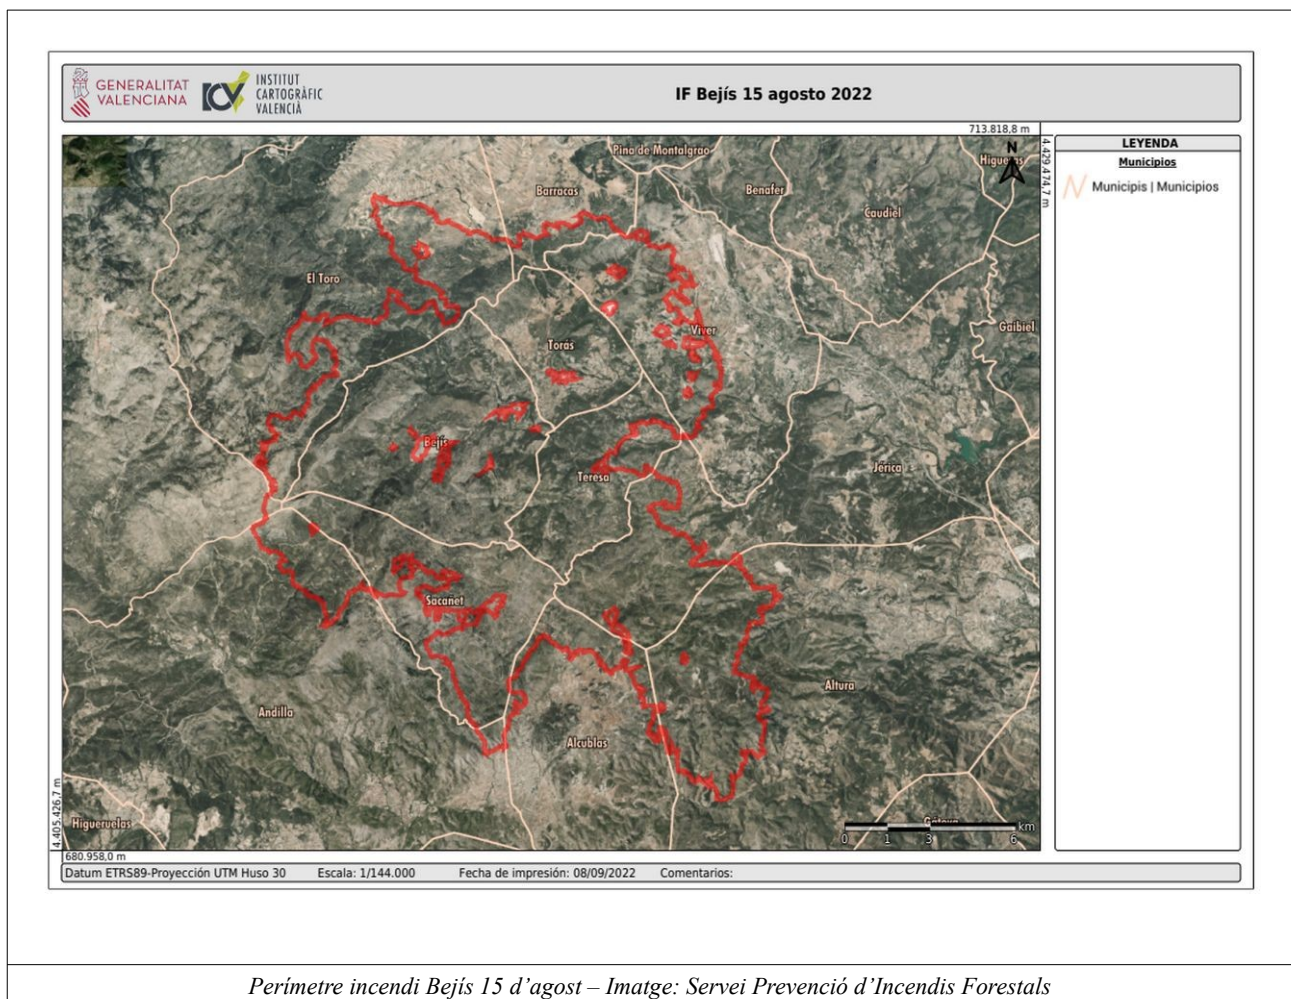 GENERALITAT
VALENCIANA
ICV
INSTITUT
CARTOGRÀFIC
VALENCIÀ
IF Bejís 15 agosto 2022
713.818,8 m
4.429.474,7 m
LEYENDA
Municipios
Municipis | Municipios
N
Pina de Montalgrao
Higueras
Barracas
Benafer
Caudiel
El Toro
Gaibiel
Viver
Torás
Bejís
Jérica
Teresa
Sacañet
Altura
Andilla
Alcublas
Higueruelas
Gátova
0 1 3 6 km
4.405.426,7 m
680.958,0 m
Datum ETRS89-Proyección UTM Huso 30 Escala: 1/144.000 Fecha de impresión: 08/09/2022 Comentarios:
Perímetre incendi Bejís 15 d’agost – Imatge: Servei Prevenció d’Incendis Forestals